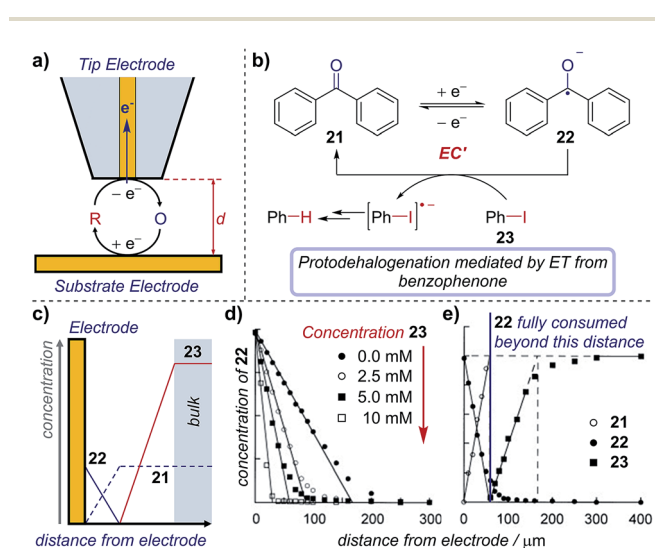 a)
Tip Electrode
e-
− e−
R
O
d
+ e−
Substrate Electrode
b)
O
21
+ e−
− e−
O−
•
22
EC'
Ph–H
[Ph–I]•−
Ph–I
23
Protodehalogenation mediated by ET from
benzophenone
c)
Electrode
concentration
22
21
23
bulk
distance from electrode
d)
concentration of 22
Concentration 23
0.0 mM
2.5 mM
5.0 mM
10 mM
0 100 200 300
e)
22 fully consumed
beyond this distance
21
22
23
0 100 200 300 400
distance from electrode / μm